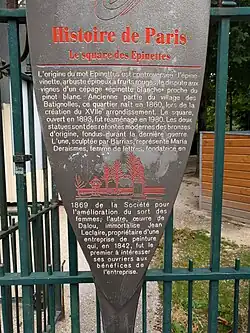 Histoire de Paris
Le square des Epinettes
L'origine du mot Epinettes est controversée: l'épine-
vinette, arbuste épineux à fruits rouges, le dispute aux
vignes d'un cépage «épinette blanche» proche du
pinot blanc. Ancienne partie du village des
Batignolles, ce quartier naît en 1860, lors de la
création du XVIIe arrondissement. Le square,
ouvert en 1893, fut réaménagé en 1980. Les deux
statues sont des refontes modernes des bronzes
d'origine, fondus durant la dernière guerre.
L'une, sculptée par Barrias, représente Maria
Deraismes, femme de lettres, fondatrice en
1869 de la Société pour
l'amélioration du sort des
femmes; l'autre, œuvre de
Dalou, immortalise Jean
Leclaire, propriétaire d'une
entreprise de peinture
qui, en 1842, fut le
premier à intéresser
ses ouvriers aux
bénéfices de
l'entreprise.